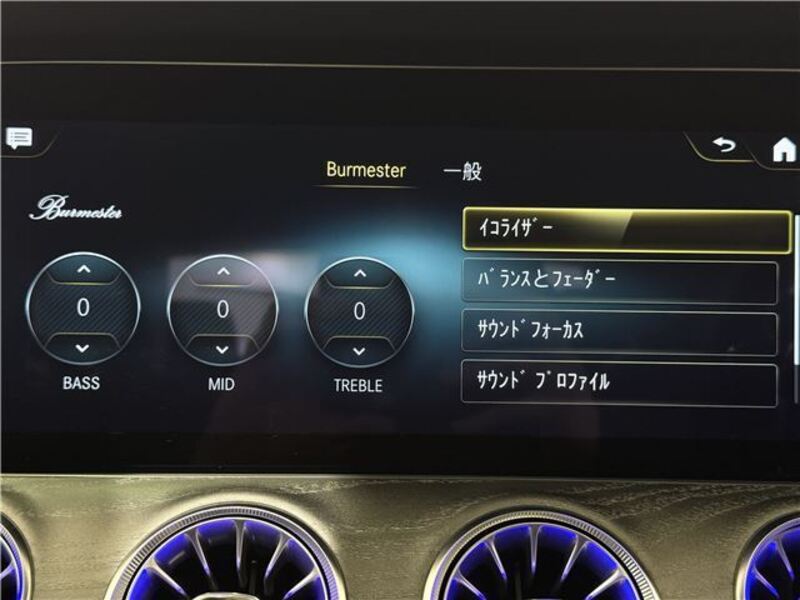 Burmester 一般
Burmester
ｲｺﾗｲｻﾞｰ
ﾊﾞﾗﾝｽとﾌｪｰﾀﾞｰ
ｻｳﾝﾄﾞﾌｫｰｶｽ
ｻｳﾝﾄﾞﾌﾟﾛﾌｧｲﾙ
0 0 0
BASS MID TREBLE